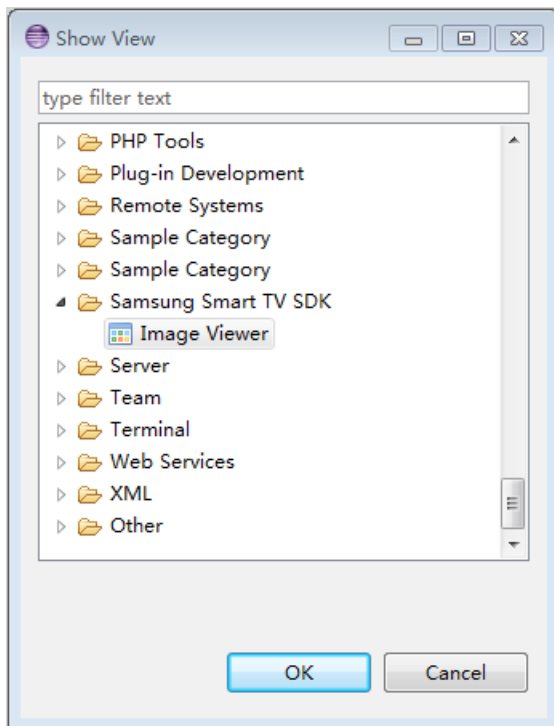 Show View
type filter text
PHP Tools
Plug-in Development
Remote Systems
Sample Category
Sample Category
Samsung Smart TV SDK
Image Viewer
Server
Team
Terminal
Web Services
XML
Other
OK
Cancel